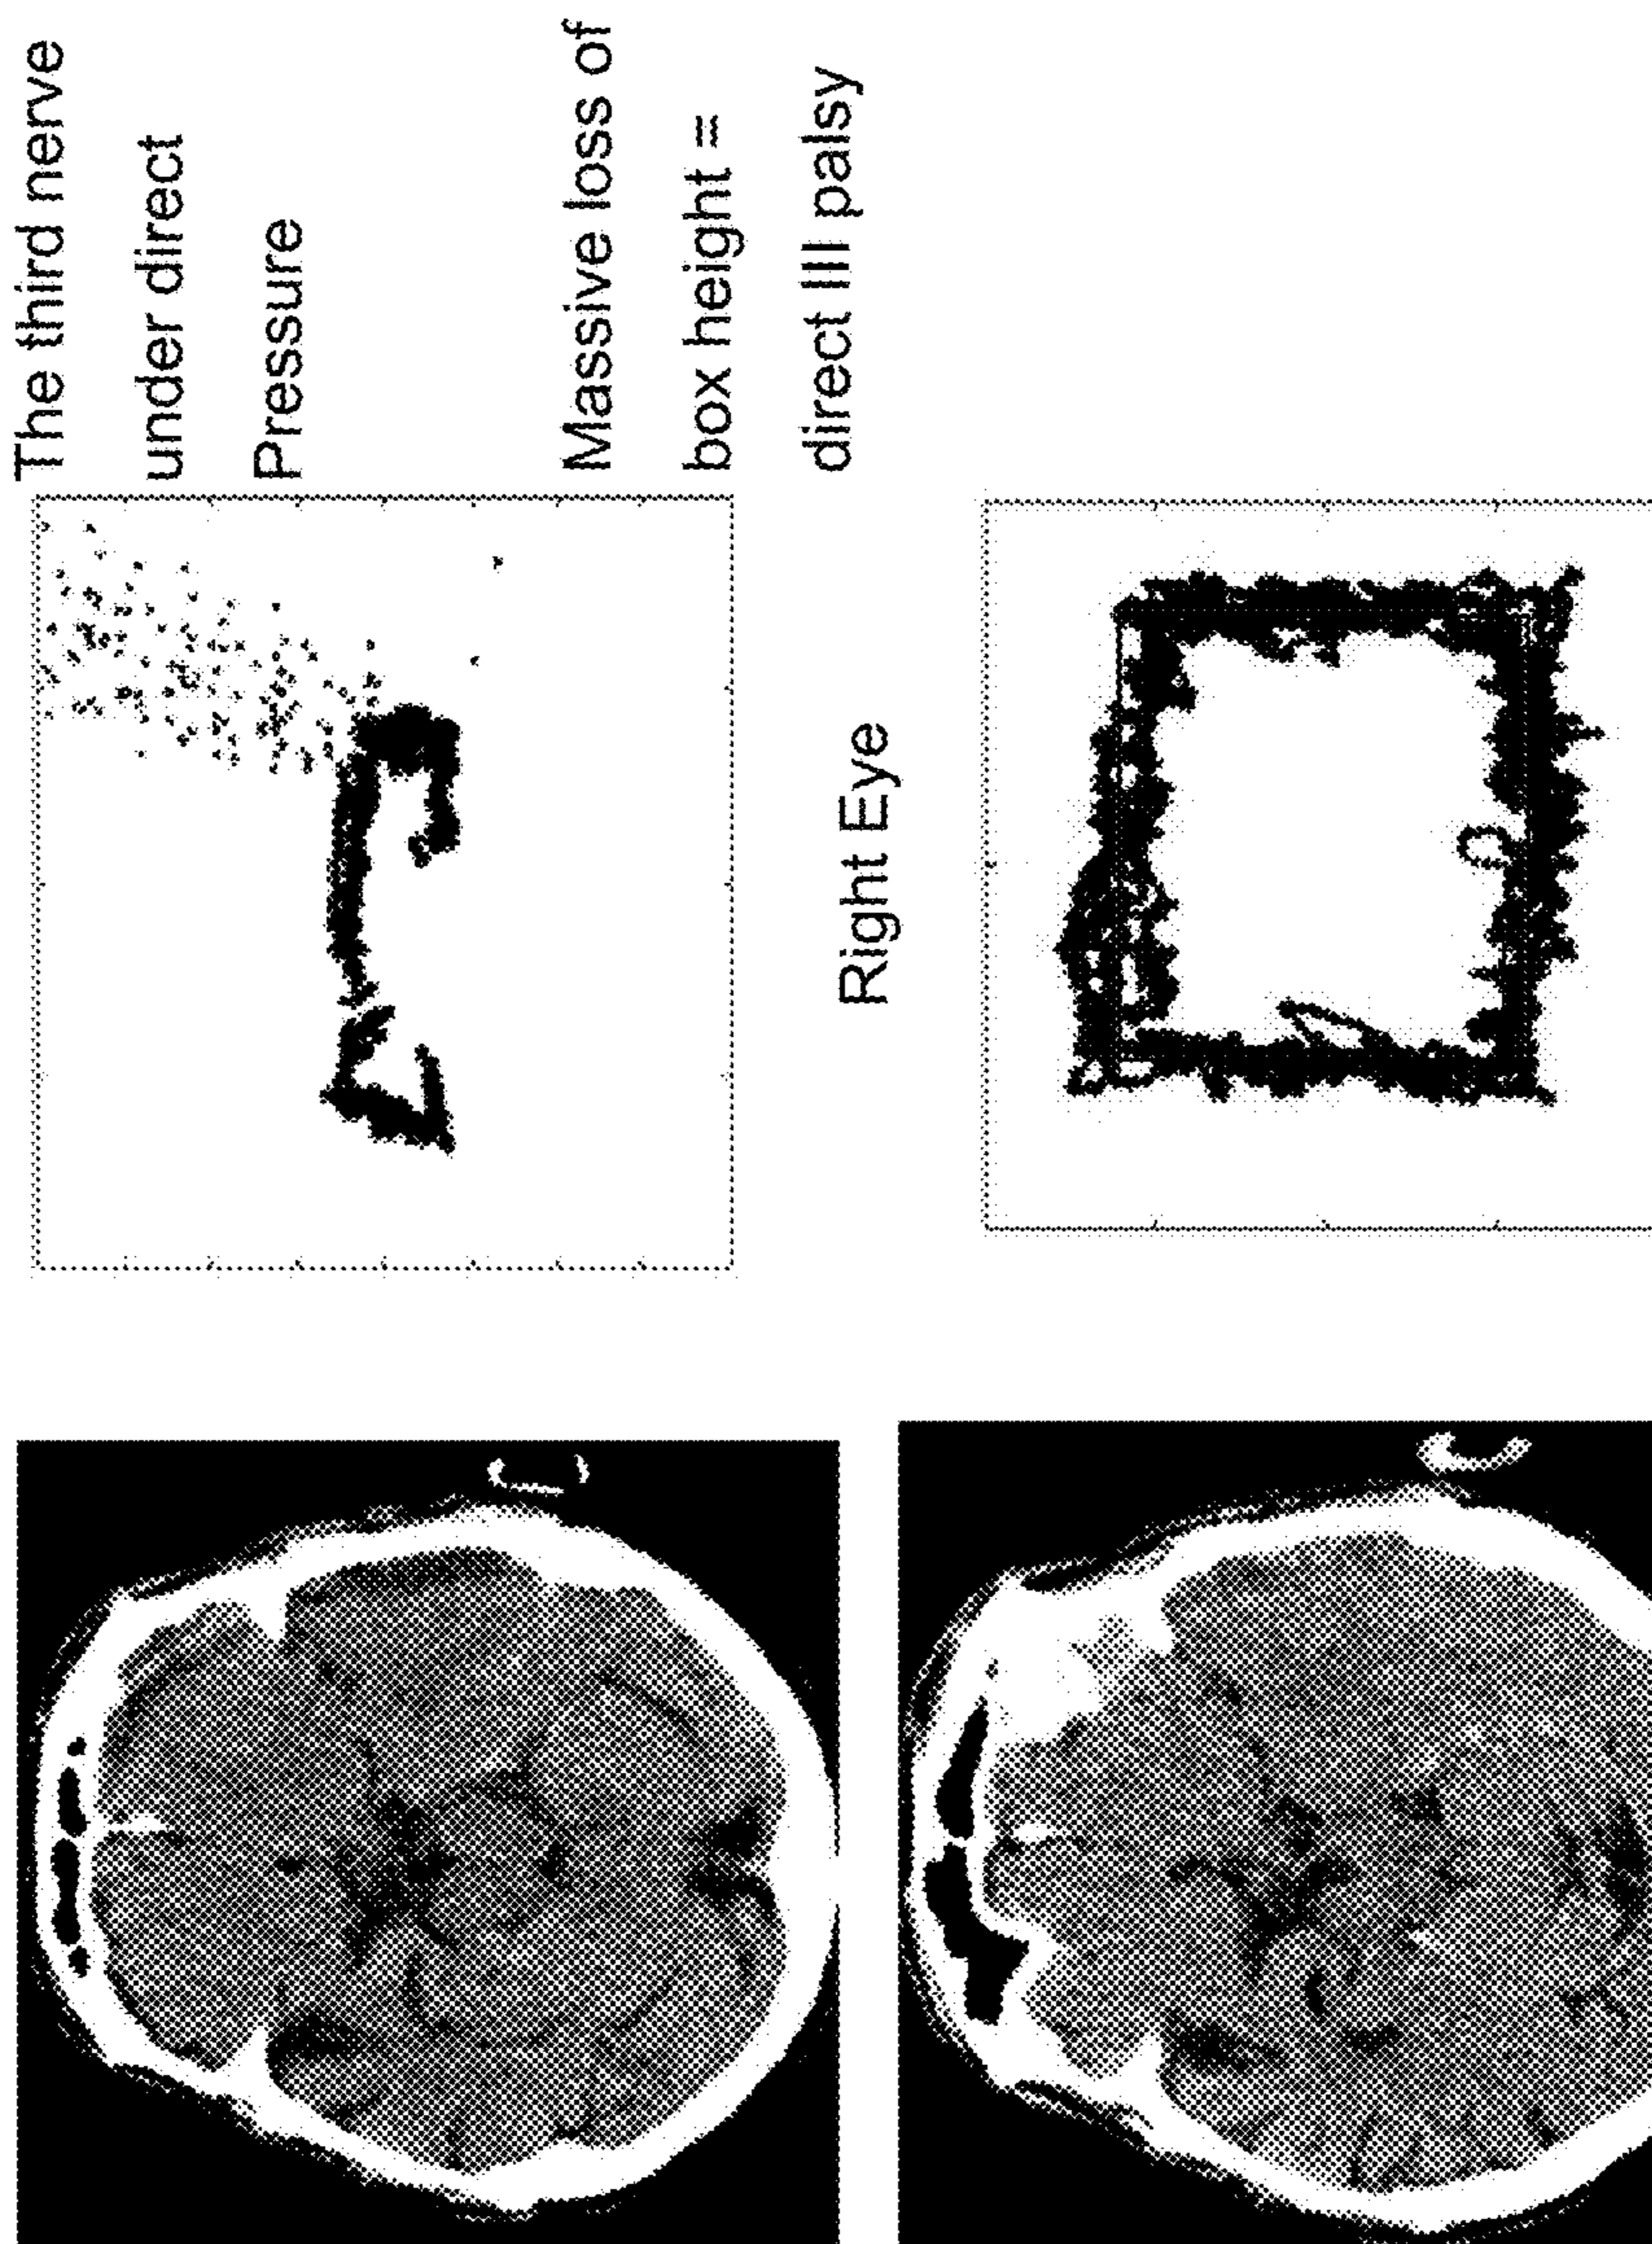 The third nerve
under direct
Pressure
Massive loss of
box height =
direct III palsy
Right Eye